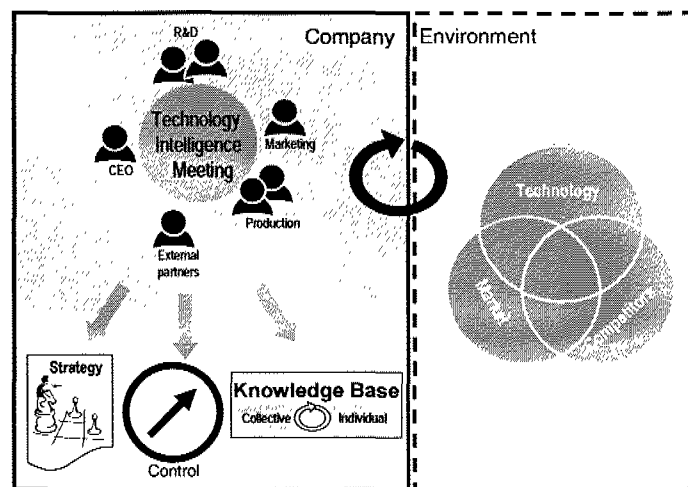 R&D
Company
Environment
Technology
Intelligence
Meeting
CEO
Marketing
Production
External
partners
Technology
Market
Competitors
Strategy
Control
Knowledge Base
Collective
Individual